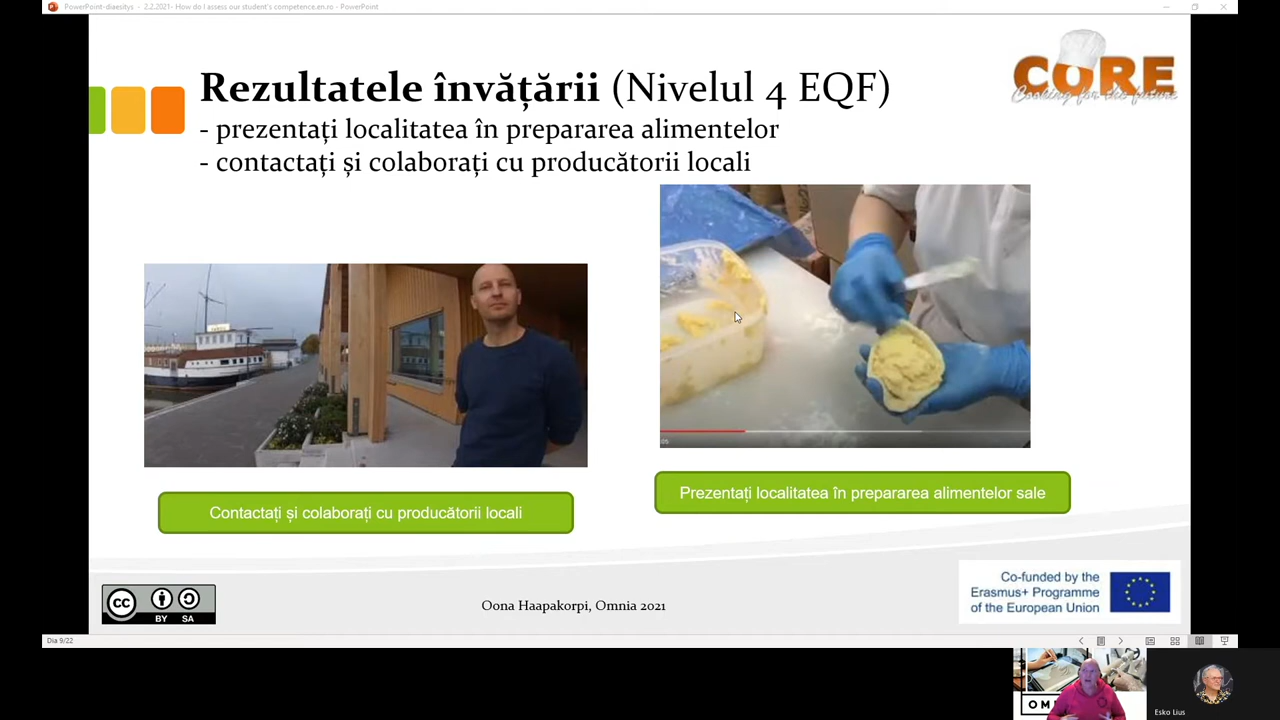 PowerPoint-diaesitys - 2.2.2021- How do I assess our student's competence.en.ro - PowerPoint
Rezultatele învățării (Nivelul 4 EQF)
- prezentați localitatea în prepararea alimentelor
- contactați și colaborați cu producătorii locali
CORE
Cooking for the future
Contactați și colaborați cu producătorii locali
Prezentați localitatea în prepararea alimentelor sale
CC BY SA
Oona Haapakorpi, Omnia 2021
Co-funded by the
Erasmus+ Programme
of the European Union
Dia 9/22
Esko Lius